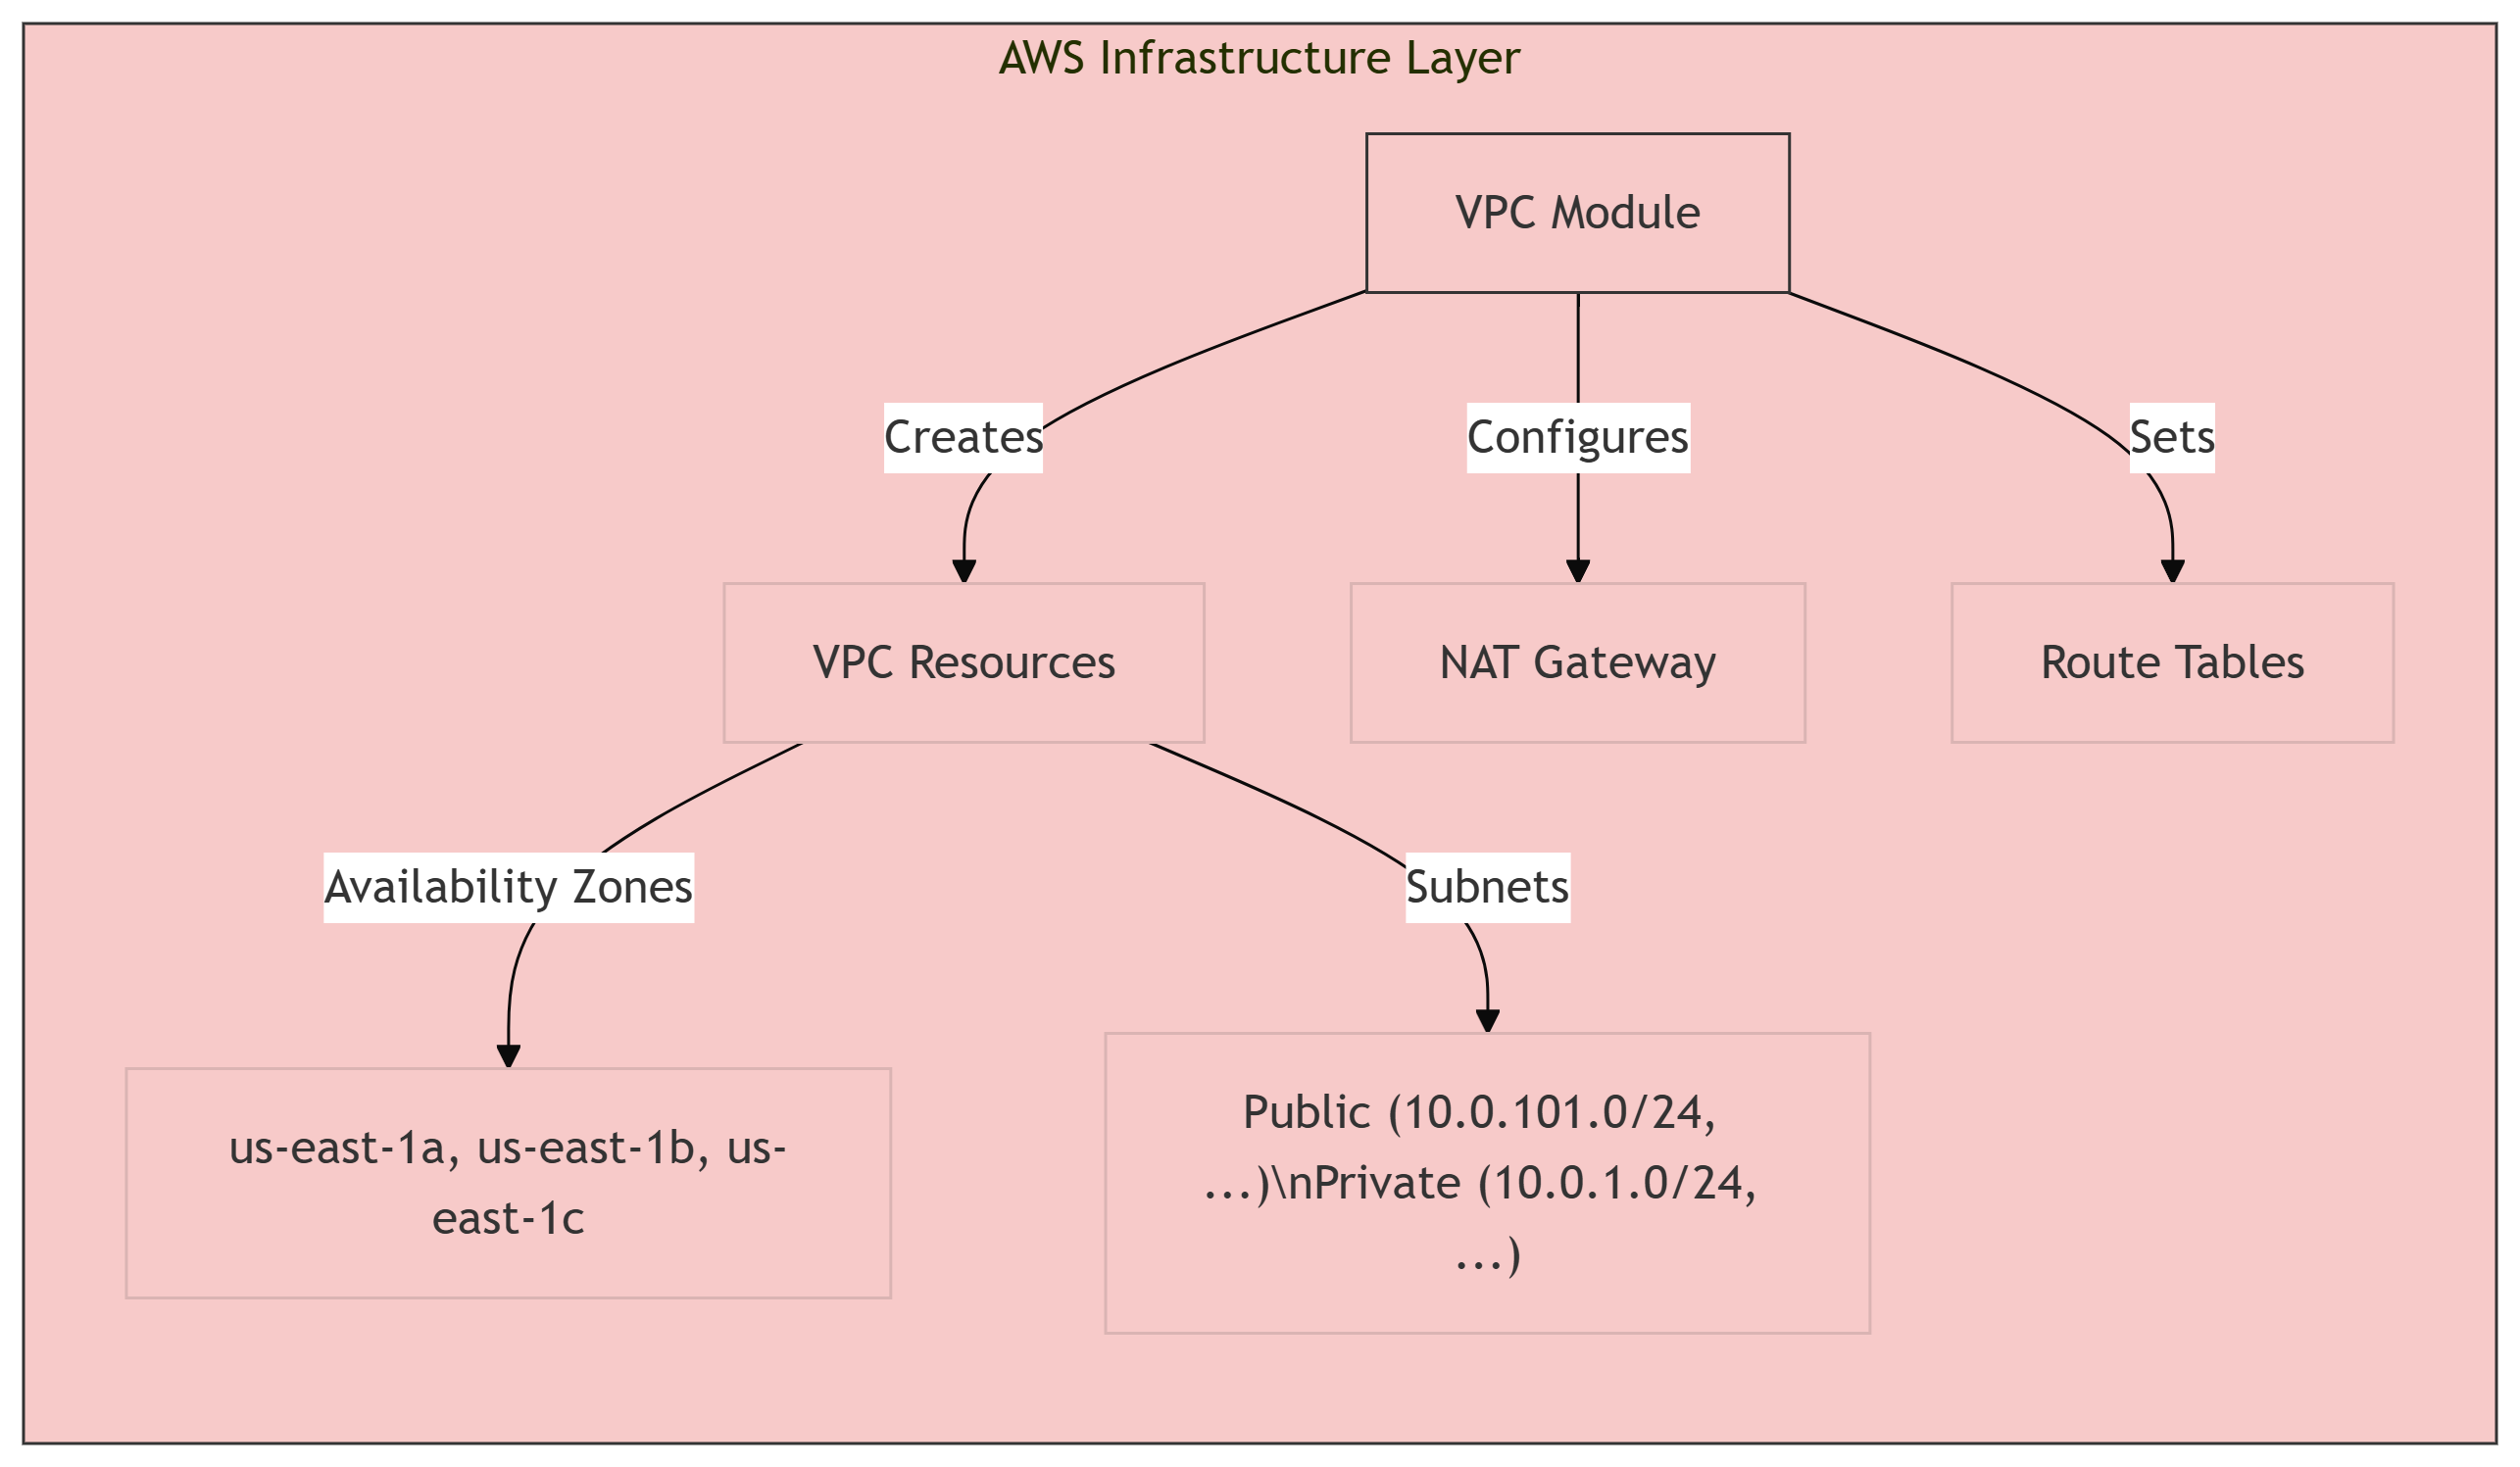 AWS Infrastructure Layer
VPC Module
Creates
Configures
Sets
VPC Resources
NAT Gateway
Route Tables
Availability Zones
Subnets
us-east-1a, us-east-1b, us-
east-1c
Public (10.0.101.0/24,
...)\nPrivate (10.0.1.0/24,
...)